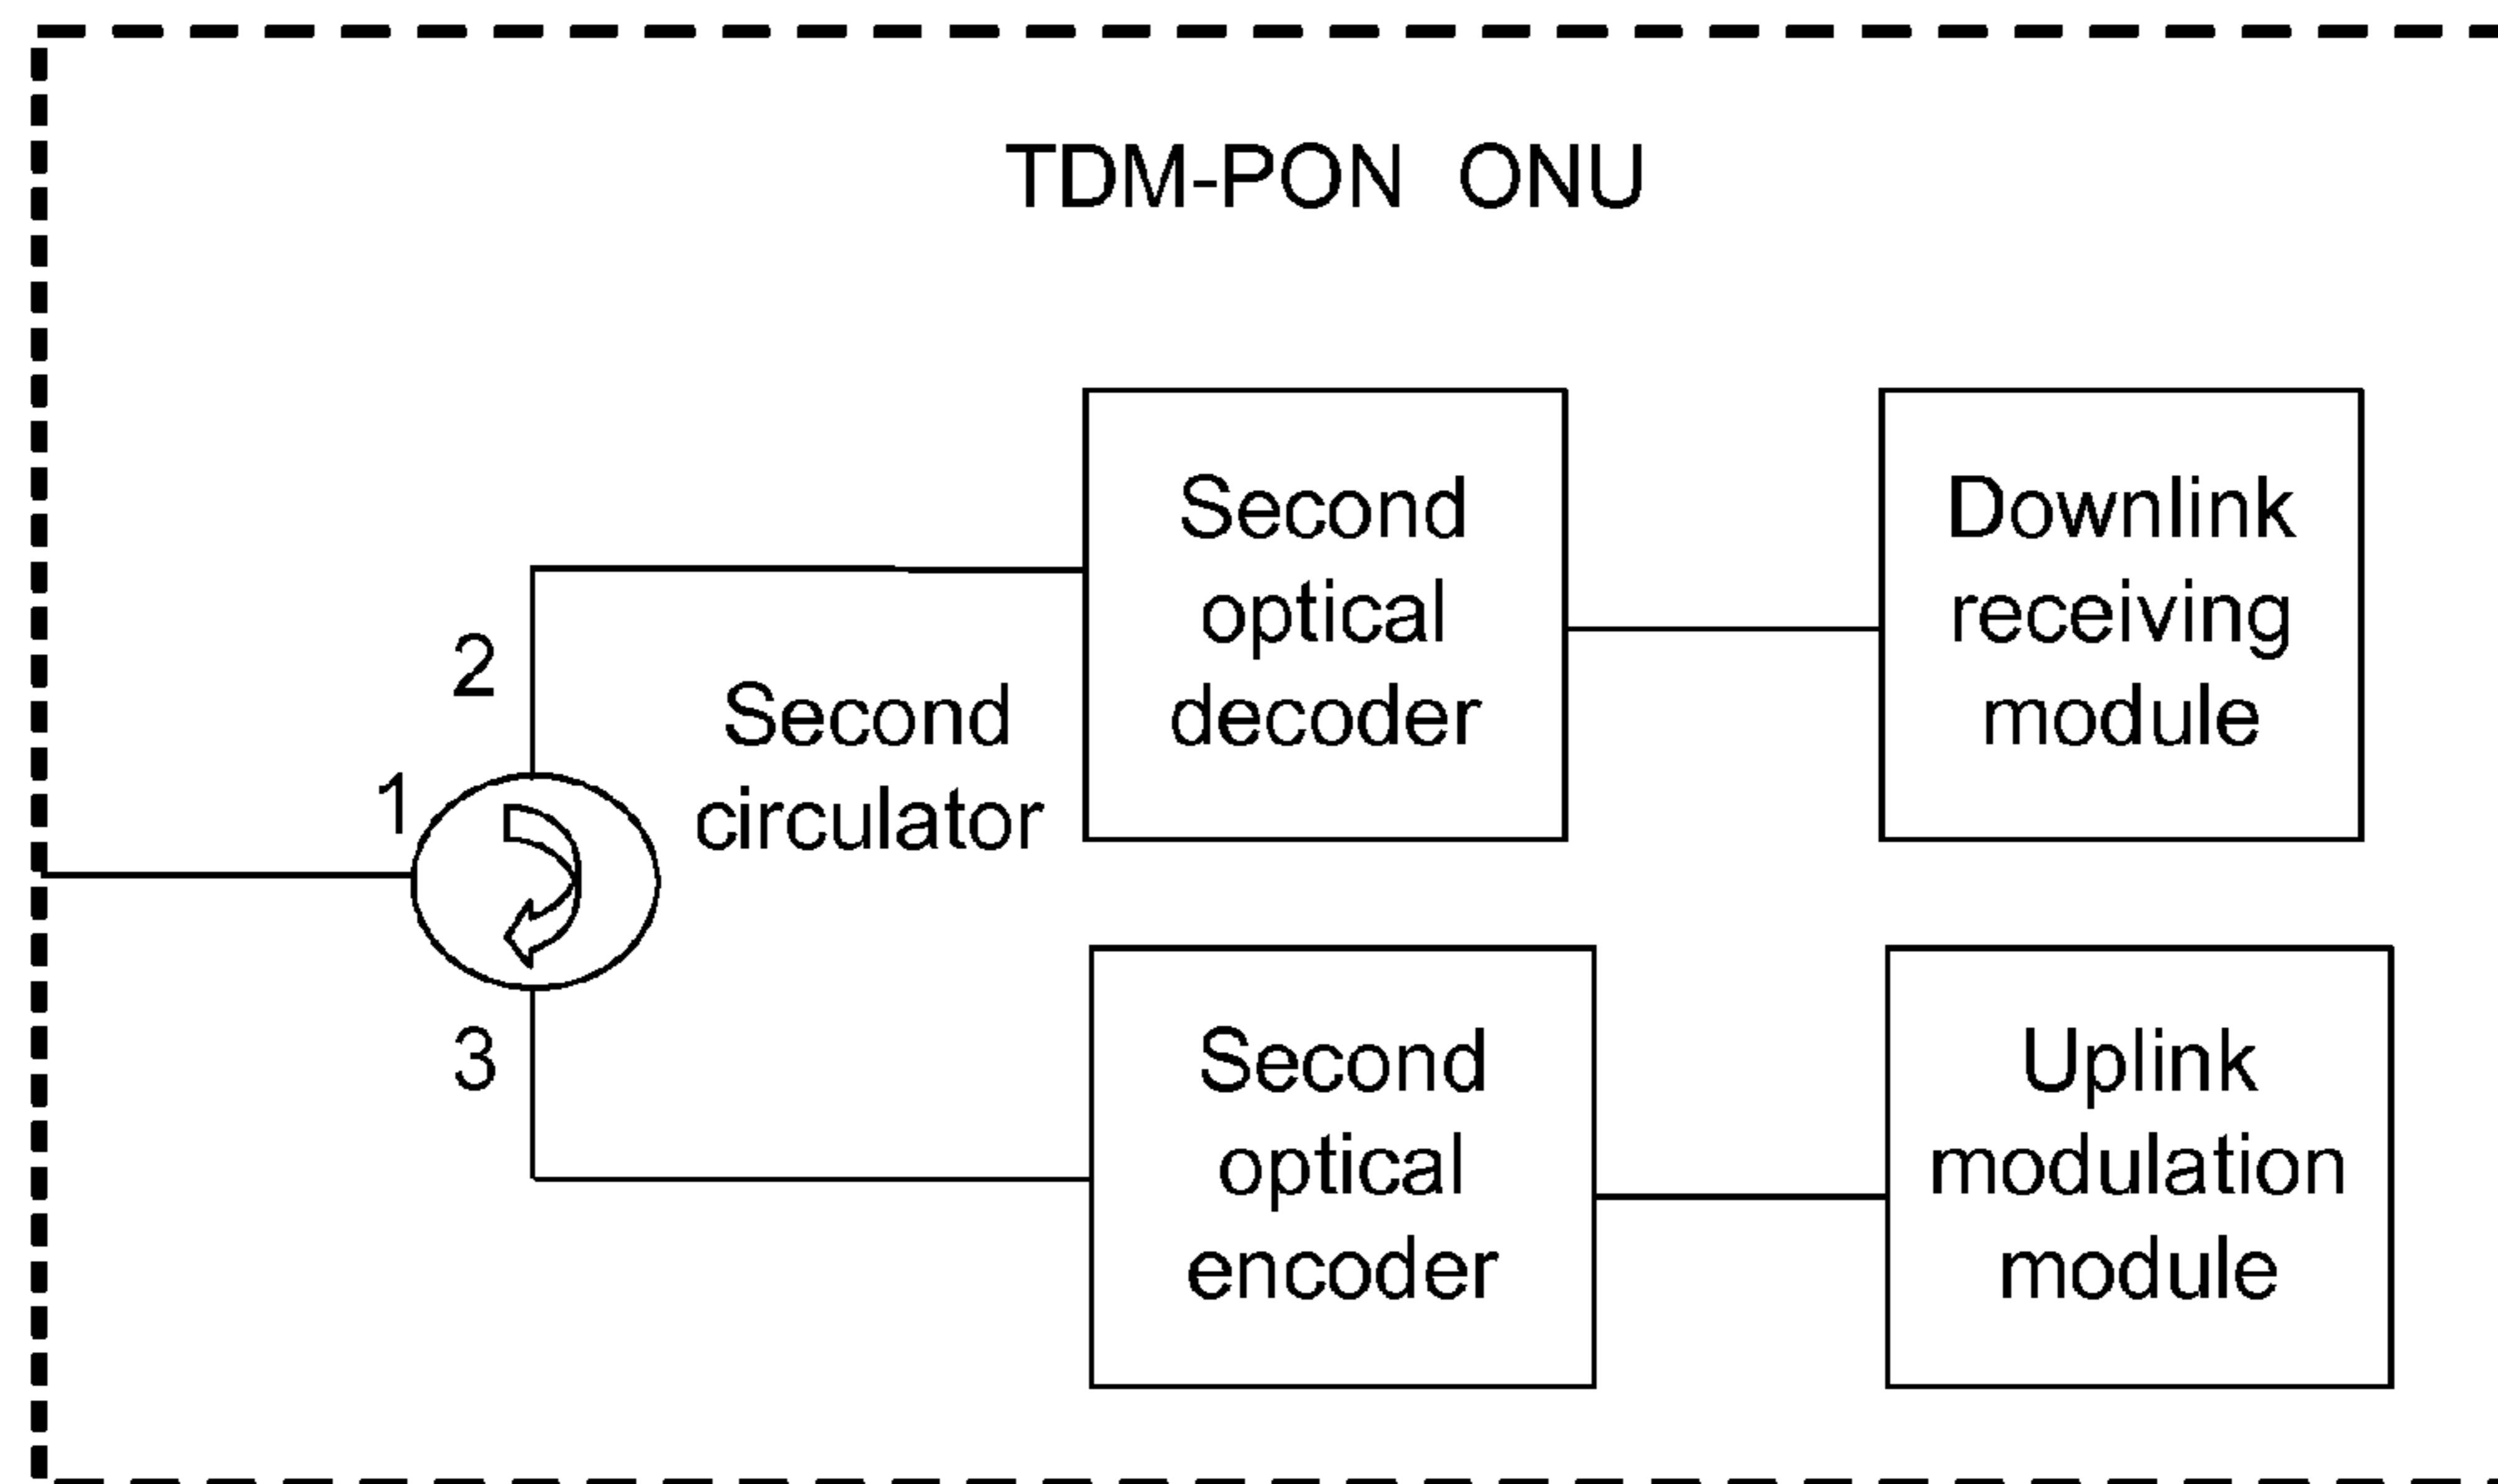 TDM-PON ONU
Second
optical
decoder
Downlink
receiving
module
2
Second
circulator
1
3
Second
optical
encoder
Uplink
modulation
module